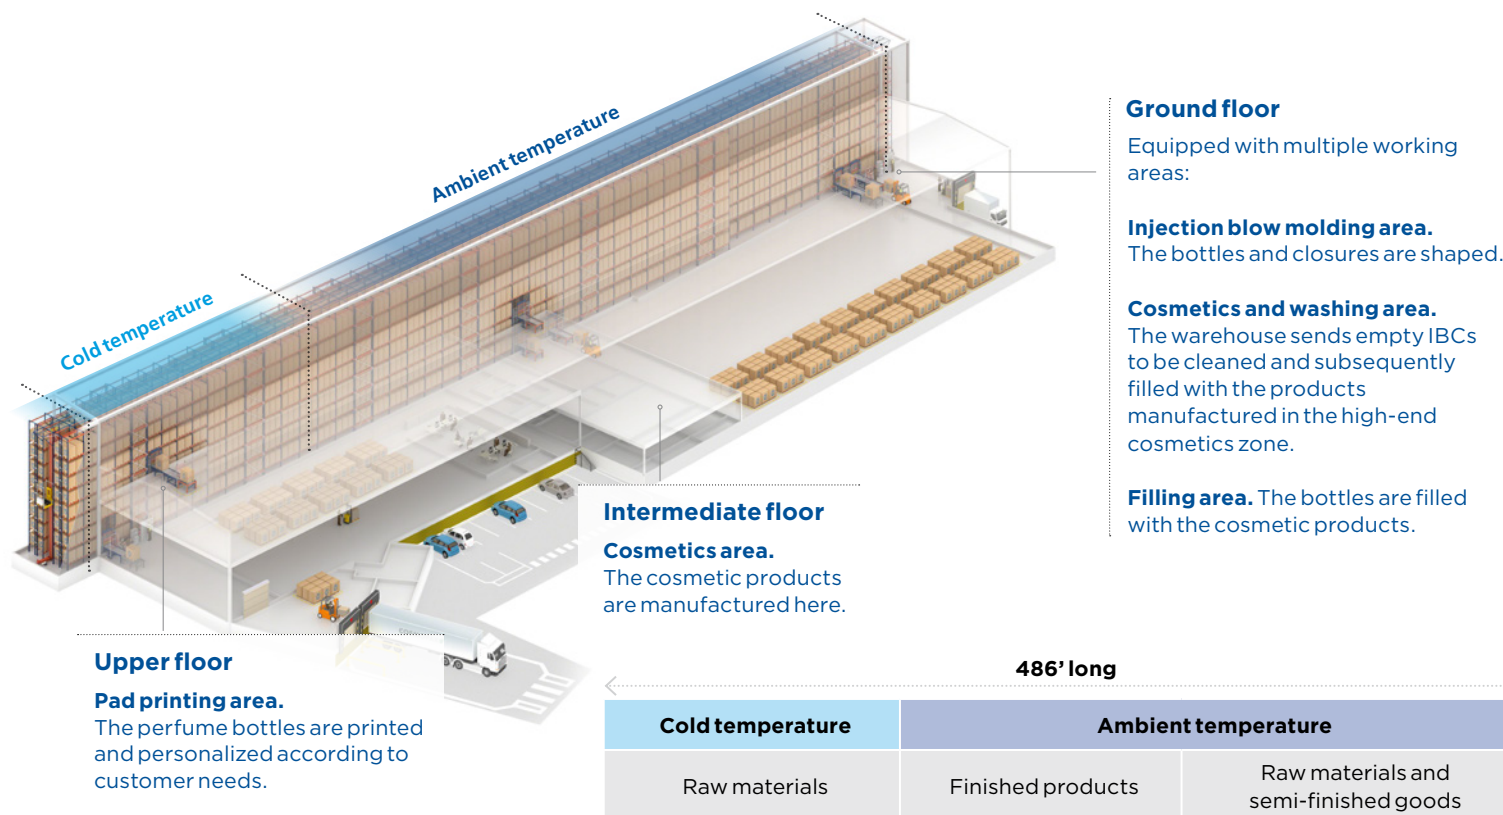 Ambient temperature
Cold temperature
Ground floor
Equipped with multiple working
areas:
Injection blow molding area.
The bottles and closures are shaped.
Cosmetics and washing area.
The warehouse sends empty IBCs
to be cleaned and subsequently
filled with the products
manufactured in the high-end
cosmetics zone.
Filling area. The bottles are filled
with the cosmetic products.
Intermediate floor
Cosmetics area.
The cosmetic products
are manufactured here.
Upper floor
Pad printing area.
The perfume bottles are printed
and personalized according to
customer needs.
486’ long
Cold temperature
Ambient temperature
Raw materials
Finished products
Raw materials and
semi-finished goods